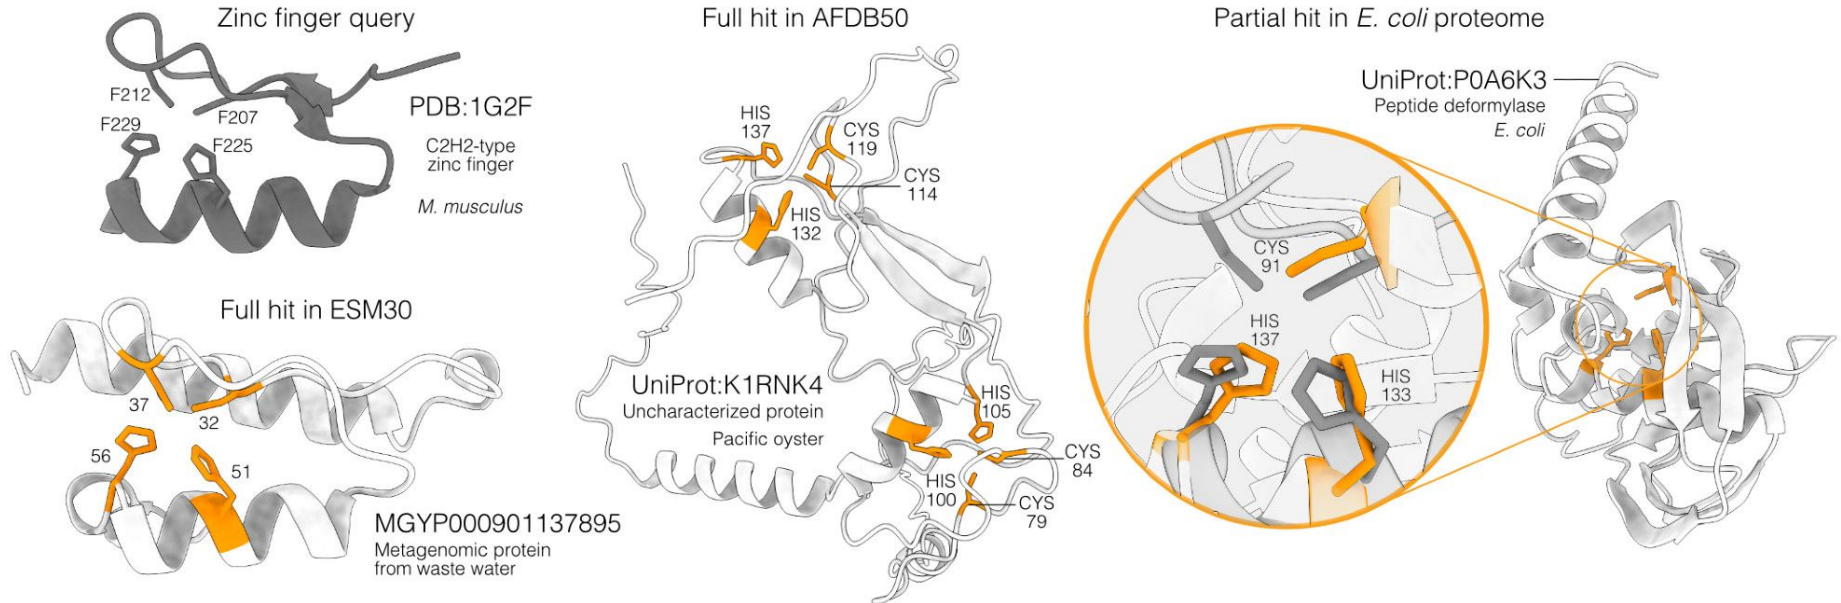 Zinc finger query
F212
F207
F229
F225
PDB:1G2F
C2H2-type
zinc finger
M. musculus
Full hit in ESM30
37
32
56
51
MGYP000901137895
Metagenomic protein
from waste water
Full hit in AFDB50
HIS
137
CYS
119
CYS
114
HIS
132
UniProt:K1RNK4
Uncharacterized protein
Pacific oyster
HIS
105
CYS
84
HIS
100
CYS
79
Partial hit in E. coli proteome
UniProt:P0A6K3
Peptide deformylase
E. coli
CYS
91
HIS
137
HIS
133